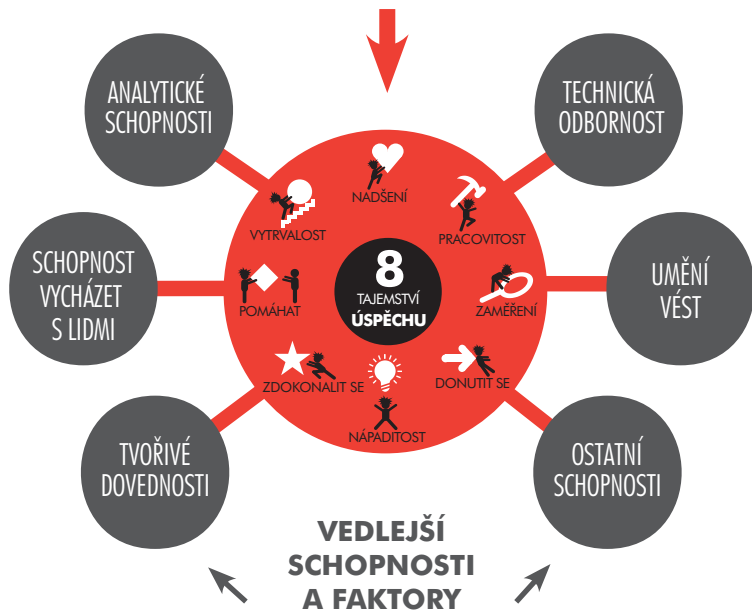 ANALYTICKÉ
SCHOPNOSTI
TECHNICKÁ
ODBORNOST
NADŠENÍ
VYTRVALOST
PRACOVITOST
SCHOPNOST
VYCHÁZET
S LIDMI
POMÁHAT
8
TAJEMSTVÍ
ÚSPĚCHU
ZAMĚŘENÍ
UMĚNÍ
VÉST
ZDOKONALIT SE
DONUTIT SE
NÁPADITOST
TVOŘIVÉ
DOVEDNOSTI
OSTATNÍ
SCHOPNOSTI
VEDLEJŠÍ
SCHOPNOSTI
A FAKTORY